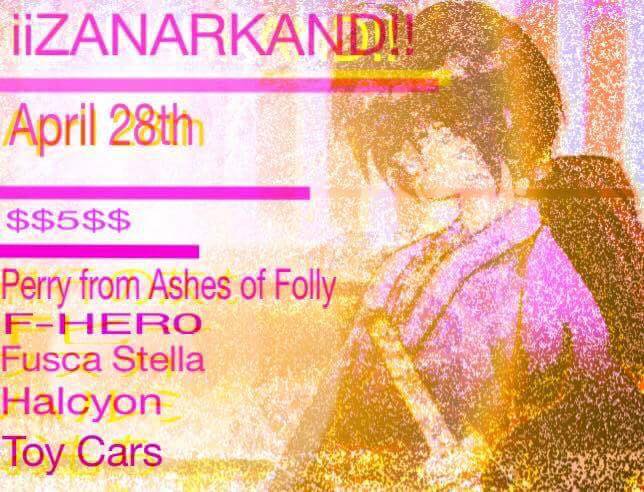 ¡¡ZANARKAND!!
April 28th
$$5$$
Perry from Ashes of Folly
F-HERO
Fusca Stella
Halcyon
Toy Cars